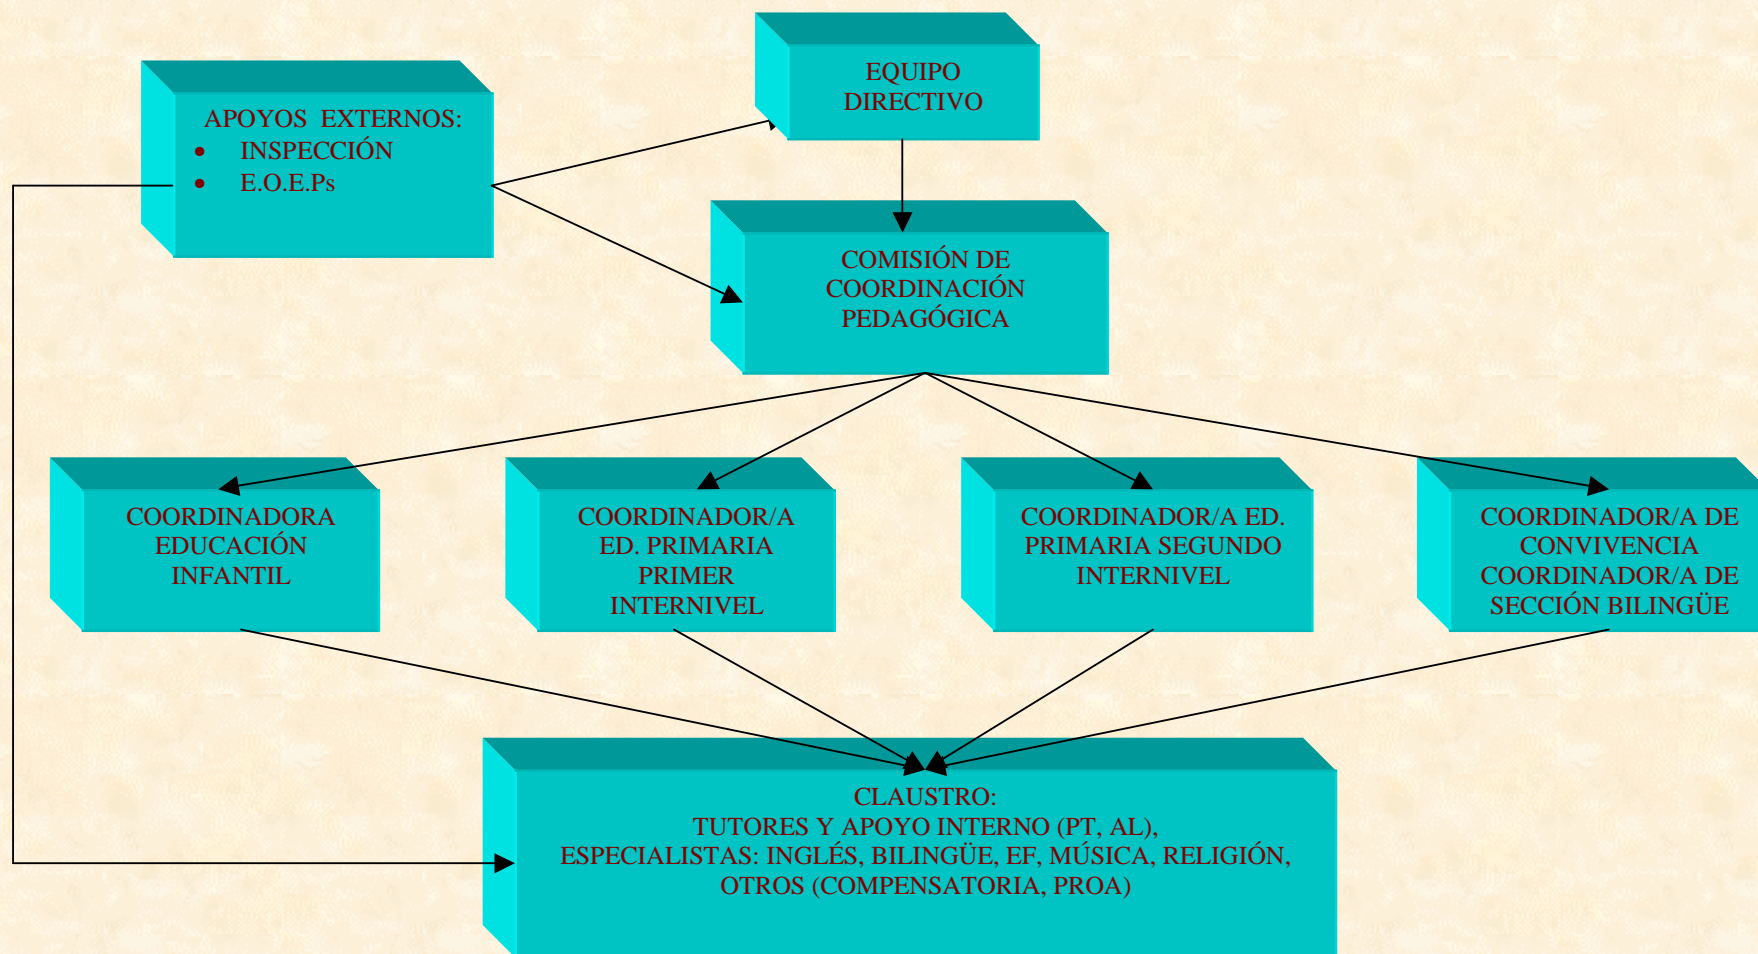 EQUIPO
DIRECTIVO
APOYOS EXTERNOS:
• INSPECCIÓN
• E.O.E.Ps
COMISIÓN DE
COORDINACIÓN
PEDAGÓGICA
COORDINADORA
EDUCACIÓN
INFANTIL
COORDINADOR/A
ED. PRIMARIA
PRIMER
INTERNIVEL
COORDINADOR/A ED.
PRIMARIA SEGUNDO
INTERNIVEL
COORDINADOR/A DE
CONVIVENCIA
COORDINADOR/A DE
SECCIÓN BILINGÜE
CLAUSTRO:
TUTORES Y APOYO INTERNO (PT, AL),
ESPECIALISTAS: INGLÉS, BILINGÜE, EF, MÚSICA, RELIGIÓN,
OTROS (COMPENSATORIA, PROA)